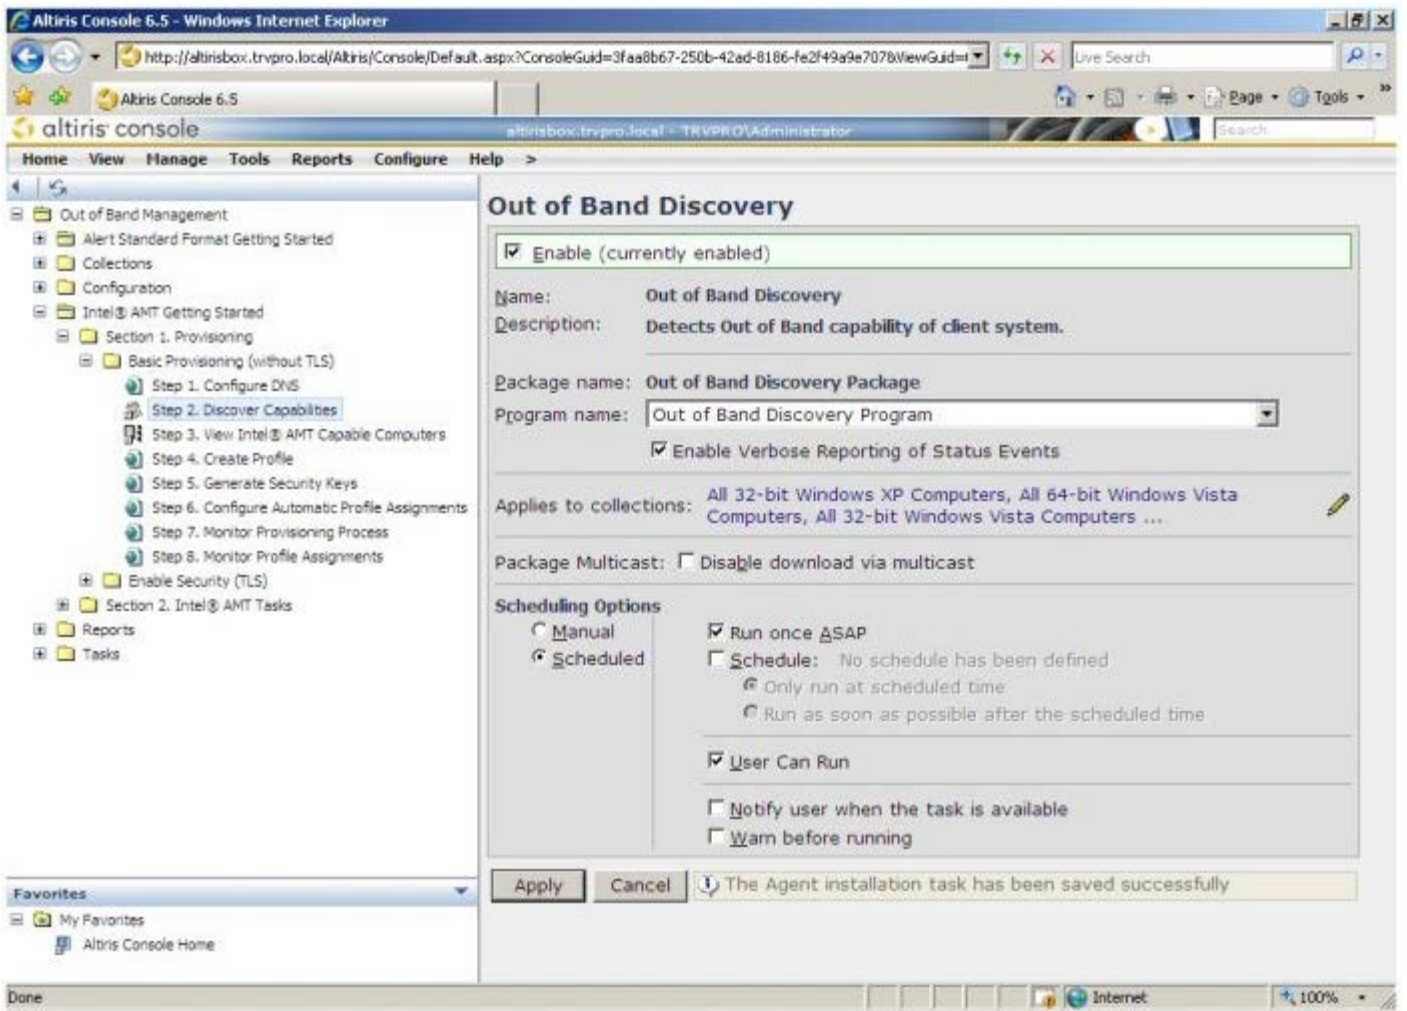 Altiris Console 6.5 - Windows Internet Explorer
http://altirisbox.trvpro.local/Altiris/Console/Default.aspx?ConsoleGuid=3faa8b67-250b-42ad-8186-fe2f49a9e707&ViewGuid=
Live Search
Altiris Console 6.5
Page
Tools
altiris console
altirisbox.trvpro.local - TRVPRO\Administrator
Search
Home View Manage Tools Reports Configure Help >
Out of Band Management
Alert Standard Format Getting Started
Collections
Configuration
Intel® AMT Getting Started
Section 1. Provisioning
Basic Provisioning (without TLS)
Step 1. Configure DNS
Step 2. Discover Capabilities
Step 3. View Intel® AMT Capable Computers
Step 4. Create Profile
Step 5. Generate Security Keys
Step 6. Configure Automatic Profile Assignments
Step 7. Monitor Provisioning Process
Step 8. Monitor Profile Assignments
Enable Security (TLS)
Section 2. Intel® AMT Tasks
Reports
Tasks
Favorites
My Favorites
Altiris Console Home
Out of Band Discovery
Enable (currently enabled)
Name: Out of Band Discovery
Description: Detects Out of Band capability of client system.
Package name: Out of Band Discovery Package
Program name: Out of Band Discovery Program
Enable Verbose Reporting of Status Events
Applies to collections: All 32-bit Windows XP Computers, All 64-bit Windows Vista
Computers, All 32-bit Windows Vista Computers ...
Package Multicast: Disable download via multicast
Scheduling Options
Manual
Scheduled
Run once ASAP
Schedule: No schedule has been defined
Only run at scheduled time
Run as soon as possible after the scheduled time
User Can Run
Notify user when the task is available
Warn before running
Apply Cancel The Agent installation task has been saved successfully
Done
Internet
100%